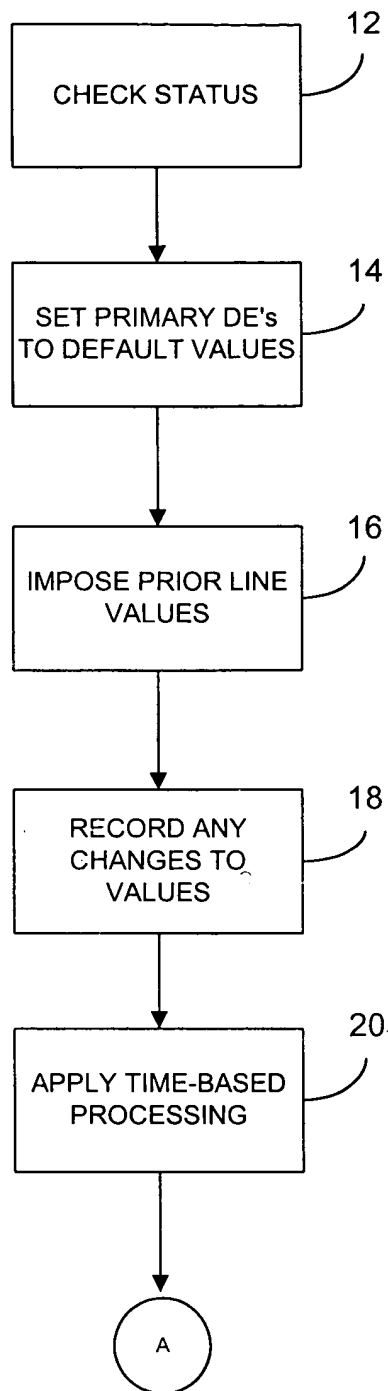 12
CHECK STATUS
14
SET PRIMARY DE's
TO DEFAULT VALUES
16
IMPOSE PRIOR LINE
VALUES
18
RECORD ANY
CHANGES TO
VALUES
20
APPLY TIME-BASED
PROCESSING
A